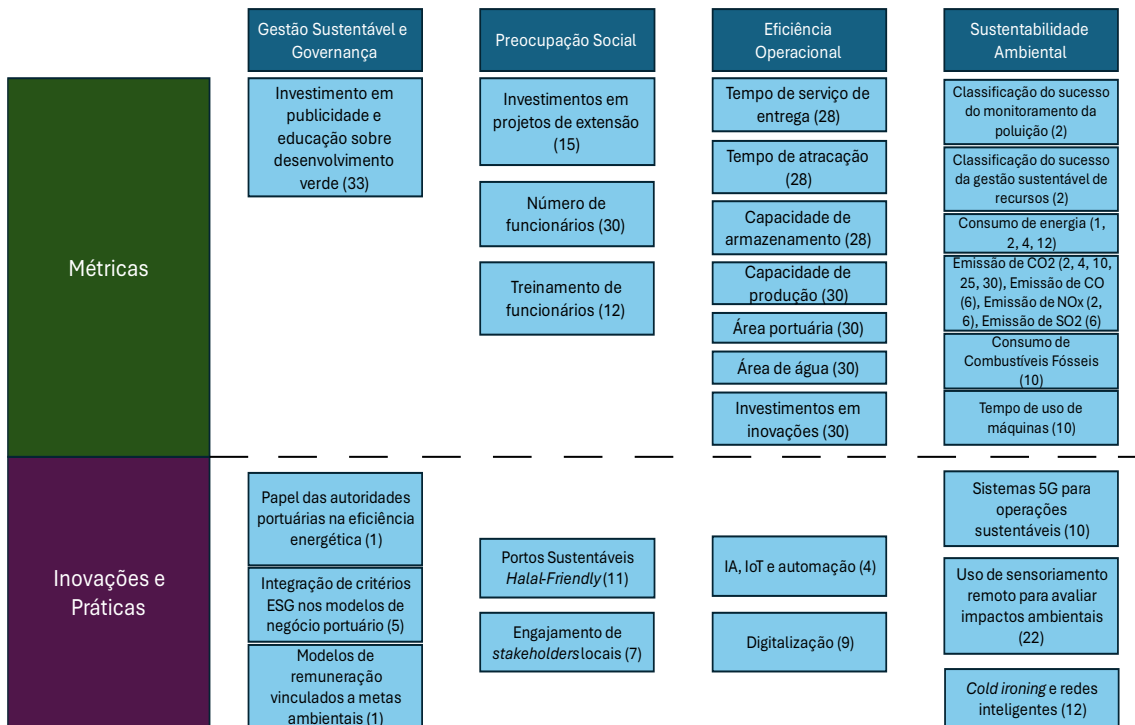 Gestão Sustentável e
Governança
Preocupação Social
Eficiência
Operacional
Sustentabilidade
Ambiental
Métricas
Investimento em
publicidade e
educação sobre
desenvolvimento
verde (33)
Investimentos em
projetos de extensão
(15)
Número de
funcionários (30)
Treinamento de
funcionários (12)
Tempo de serviço de
entrega (28)
Tempo de atracação
(28)
Capacidade de
armazenamento (28)
Capacidade de
produção (30)
Área portuária (30)
Área de água (30)
Investimentos em
inovações (30)
Classificação do sucesso
do monitoramento da
poluição (2)
Classificação do sucesso
da gestão sustentável de
recursos (2)
Consumo de energia (1,
2, 4, 12)
Emissão de CO2 (2, 4, 10,
25, 30), Emissão de CO
(6), Emissão de NOx (2,
6), Emissão de SO2 (6)
Consumo de
Combustíveis Fósseis
(10)
Tempo de uso de
máquinas (10)
Inovações e
Práticas
Papel das autoridades
portuárias na eficiência
energética (1)
Integração de critérios
ESG nos modelos de
negócio portuário (5)
Modelos de
remuneração
vinculados a metas
ambientais (1)
Portos Sustentáveis
Halal-Friendly (11)
Engajamento de
stakeholders locais (7)
IA, IoT e automação (4)
Digitalização (9)
Sistemas 5G para
operações
sustentáveis (10)
Uso de sensoriamento
remoto para avaliar
impactos ambientais
(22)
Cold ironing e redes
inteligentes (12)